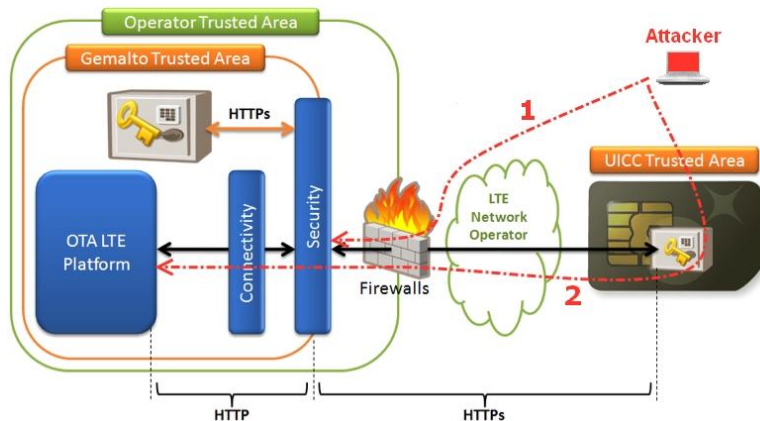 Operator Trusted Area
Gemalto Trusted Area
Attacker
HTTPs
1
UICC Trusted Area
OTA LTE
Platform
Connectivity
Security
LTE
Network
Operator
Firewalls
2
HTTP
HTTPs